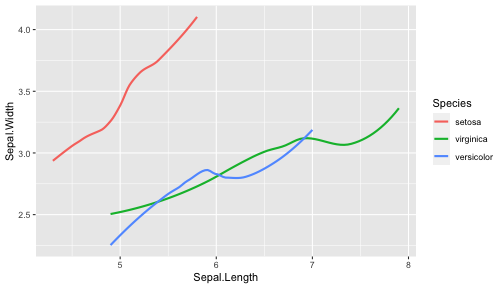 4.0
3.5
3.0
2.5
Sepal.Width
5
6
7
8
Sepal.Length
Species
setosa
virginica
versicolor